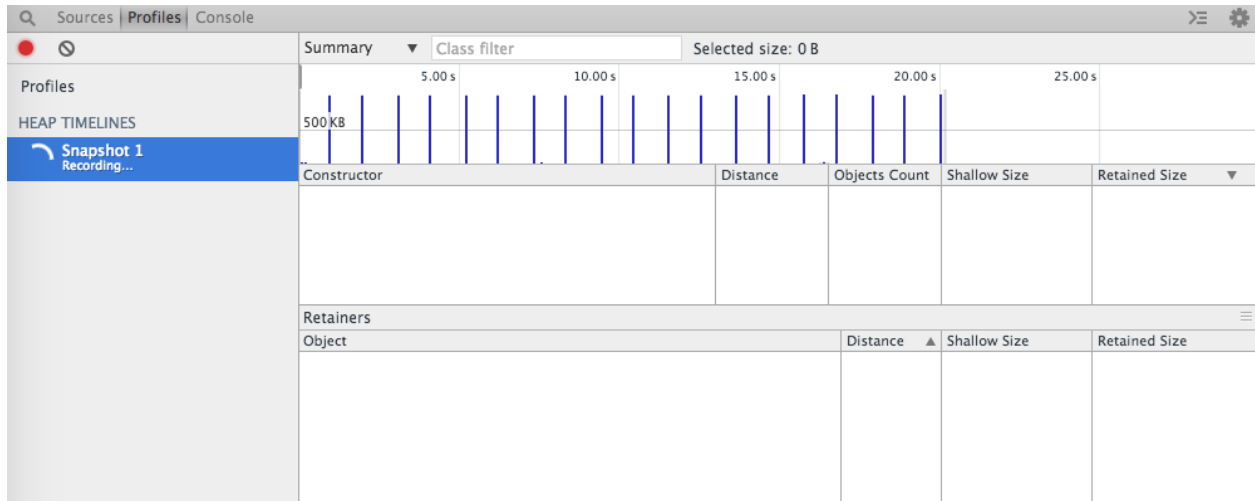 Sources Profiles Console
Summary ▼ Class filter Selected size: 0 B
Profiles
5.00 s 10.00 s 15.00 s 20.00 s 25.00 s
HEAP TIMELINES
500 KB
Snapshot 1
Recording...
Constructor Distance Objects Count Shallow Size Retained Size ▼
Retainers
Object Distance ▲ Shallow Size Retained Size